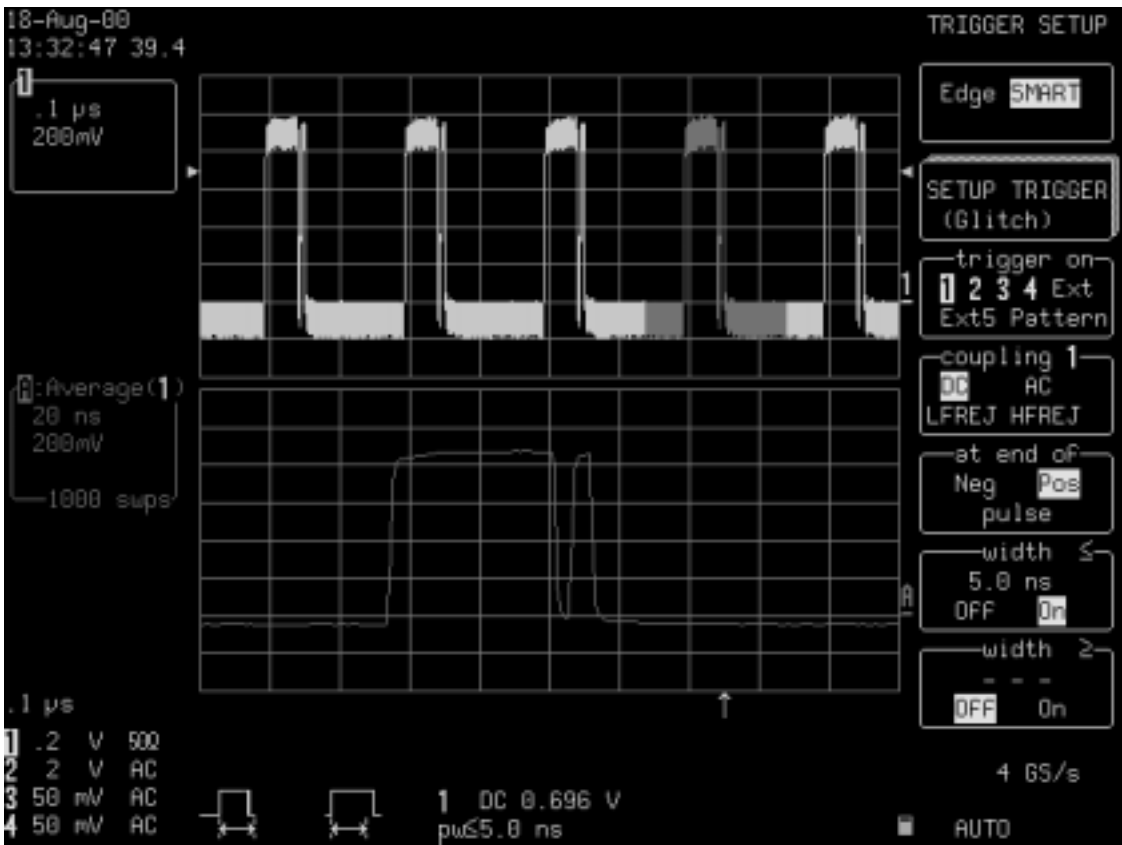 18-Aug-00
13:32:47 39.4
1
.1 µs
200mV
A:Average(1)
20 ns
200mV
1000 swps
1
A
TRIGGER SETUP
Edge SMART
SETUP TRIGGER
(Glitch)
trigger on
1 2 3 4 Ext
Ext5 Pattern
coupling 1
DC AC
LFREJ HFREJ
at end of
Neg Pos
pulse
width ≤
5.0 ns
OFF On
width ≥
- - -
OFF On
.1 µs
1 .2 V 50Ω
2 2 V AC
3 50 mV AC
4 50 mV AC
1 DC 0.696 V
pw≤5.0 ns
4 GS/s
AUTO